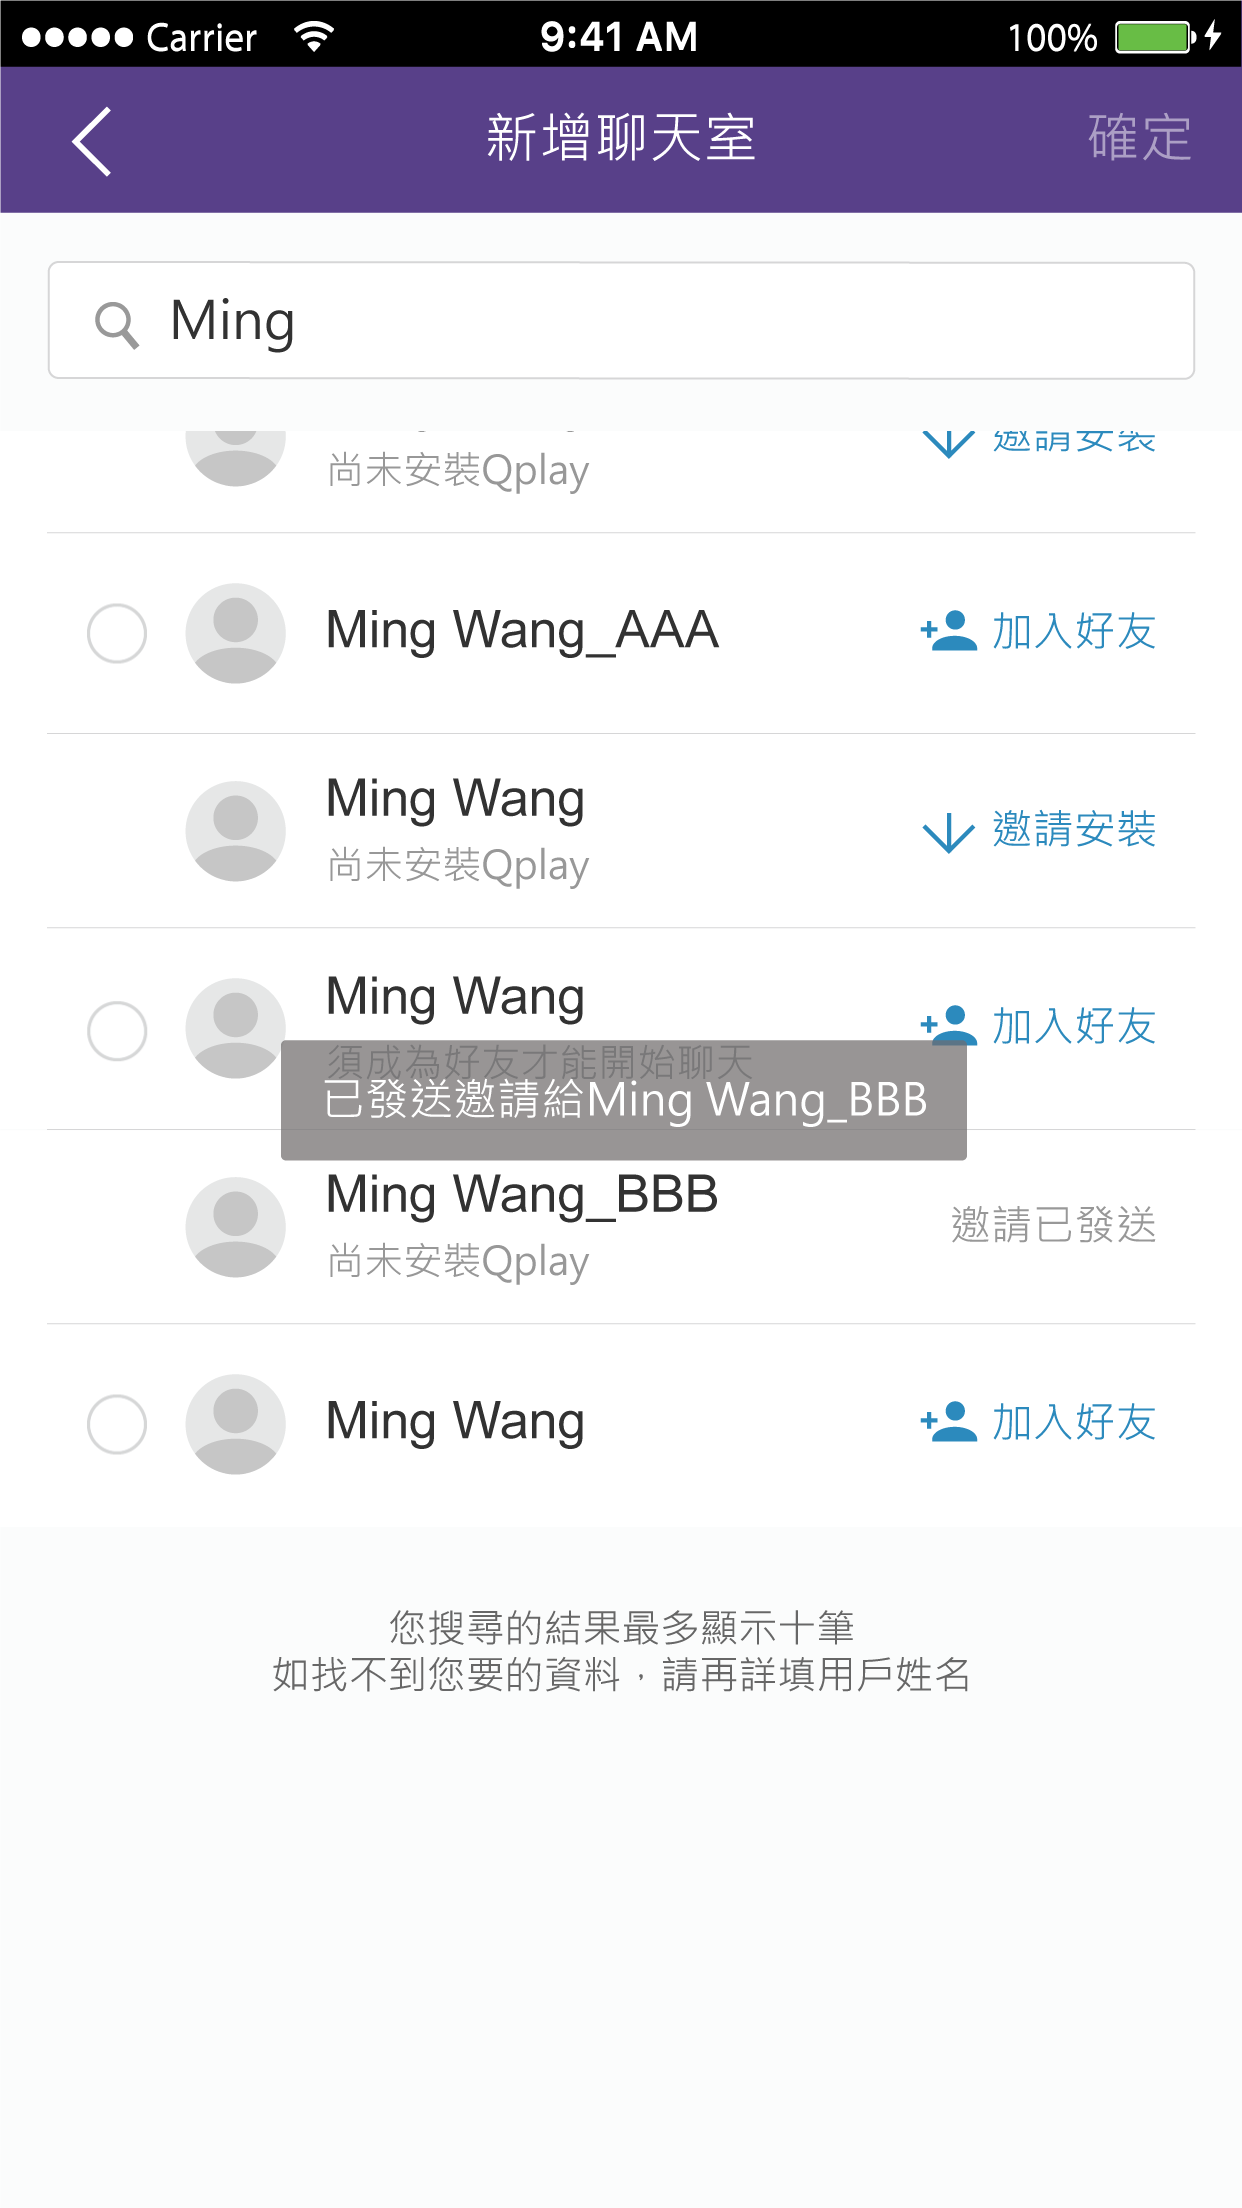 Carrier
9:41 AM
100%
新增聊天室
確定
Ming
邀請安裝
尚未安裝Qplay
Ming Wang_AAA
加入好友
Ming Wang
尚未安裝Qplay
邀請安裝
Ming Wang
須成為好友才能開始聊天
加入好友
已發送邀請給Ming Wang_BBB
Ming Wang_BBB
尚未安裝Qplay
邀請已發送
Ming Wang
加入好友
您搜尋的結果最多顯示十筆
如找不到您要的資料，請再詳填用戶姓名